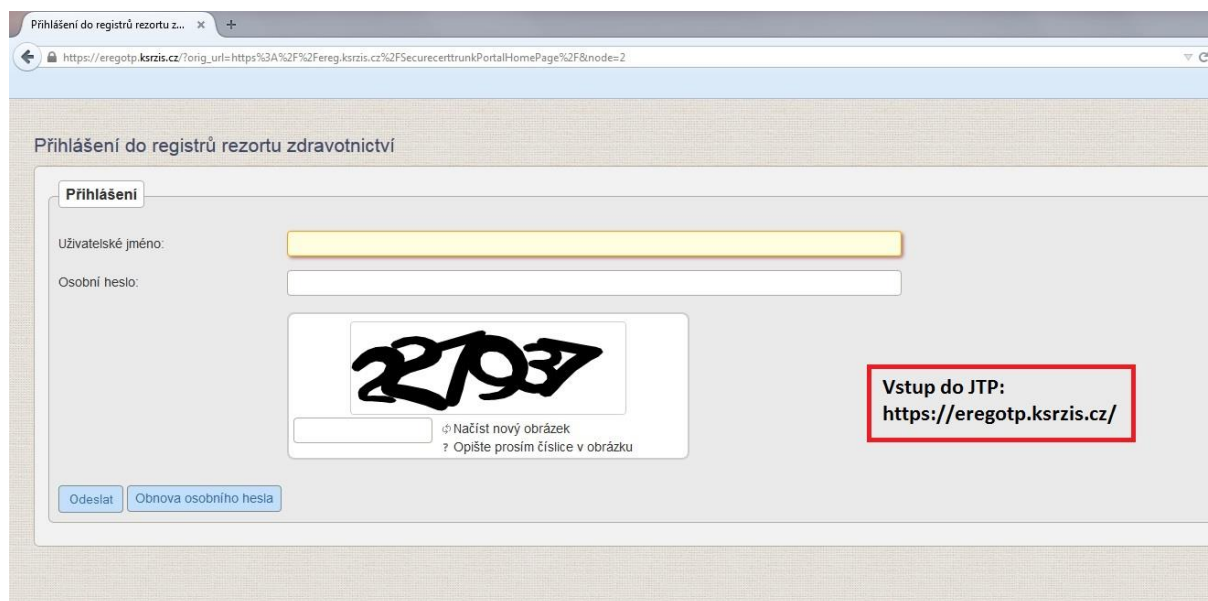 Přihlášení do registrů rezortu z... × +
https://eregotp.ksrzis.cz/?orig_url=https%3A%2F%2Fereg.ksrzis.cz%2FSecurecerttrunkPortalHomePage%2F&node=2
Přihlášení do registrů rezortu zdravotnictví
Přihlášení
Uživatelské jméno:
Osobní heslo:
Načíst nový obrázek
? Opište prosím číslice v obrázku
Vstup do JTP:
https://eregotp.ksrzis.cz/
Odeslat
Obnova osobního hesla